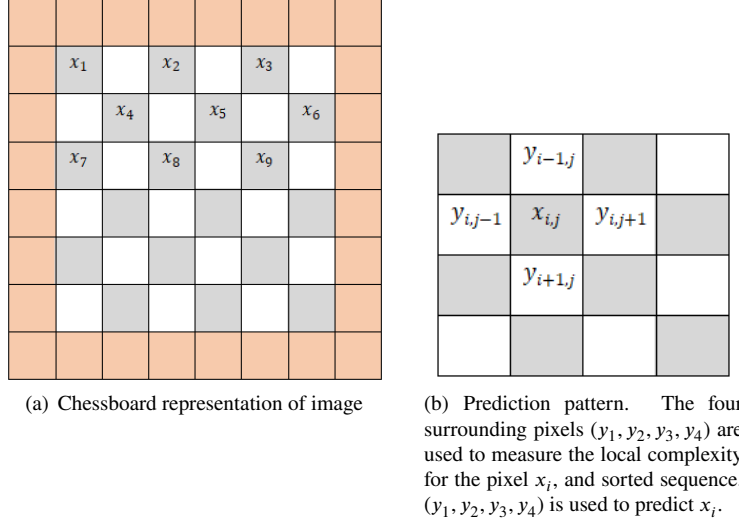 x₁ x₂ x₃
x₄ x₅ x₆
x₇ x₈ x₉
(a) Chessboard representation of image
yᵢ₋₁,ⱼ
yᵢ,ⱼ₋₁ xᵢ,ⱼ yᵢ,ⱼ₊₁
yᵢ₊₁,ⱼ
(b) Prediction pattern. The four
surrounding pixels (y₁, y₂, y₃, y₄) are
used to measure the local complexity
for the pixel xᵢ, and sorted sequence
(y₁, y₂, y₃, y₄) is used to predict xᵢ.